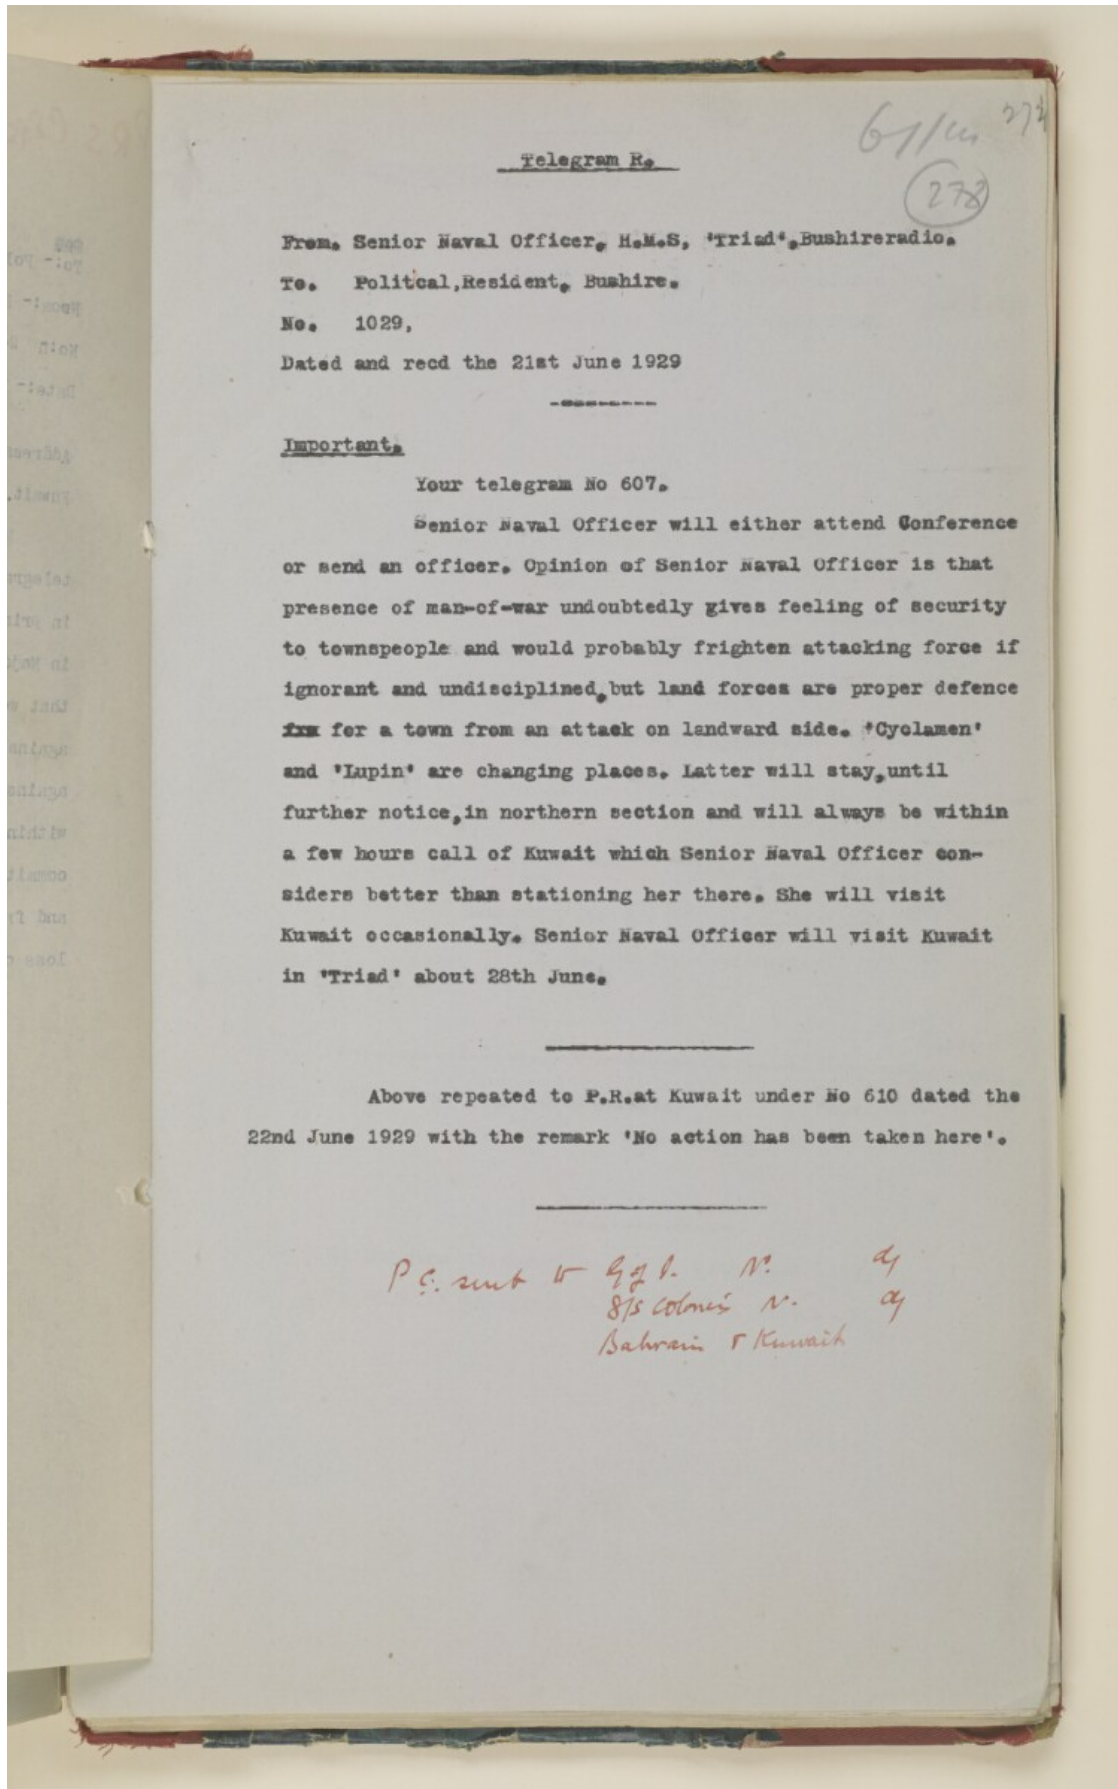 61/14
278
Telegram R.
From. Senior Naval Officer, H.M.S, 'Triad'.Bushireradio.
To. Politcal,Resident, Bushire.
No. 1029,
Dated and recd the 21st June 1929
Important.
Your telegram No 607.
Senior Naval Officer will either attend Conference
or send an officer. Opinion of Senior Naval Officer is that
presence of man-of-war undoubtedly gives feeling of security
to townspeople and would probably frighten attacking force if
ignorant and undisciplined,but land forces are proper defence
for a town from an attack on landward side. 'Cyclamen'
and 'Lupin' are changing places. Latter will stay,until
further notice,in northern section and will always be within
a few hours call of Kuwait which Senior Naval Officer con-
siders better than stationing her there. She will visit
Kuwait occasionally. Senior Naval Officer will visit Kuwait
in 'Triad' about 28th June.
Above repeated to P.R.at Kuwait under No 610 dated the
22nd June 1929 with the remark 'No action has been taken here'.
P.C. sent to G of I. No. d/
S/S Colonies No. d/
Bahrain & Kuwait